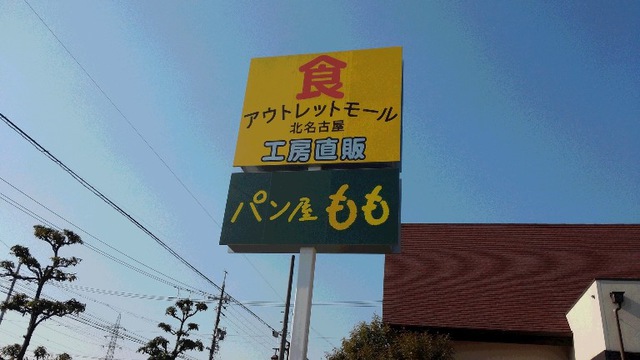 食
アウトレットモール
北名古屋
工房直販
パン屋もも